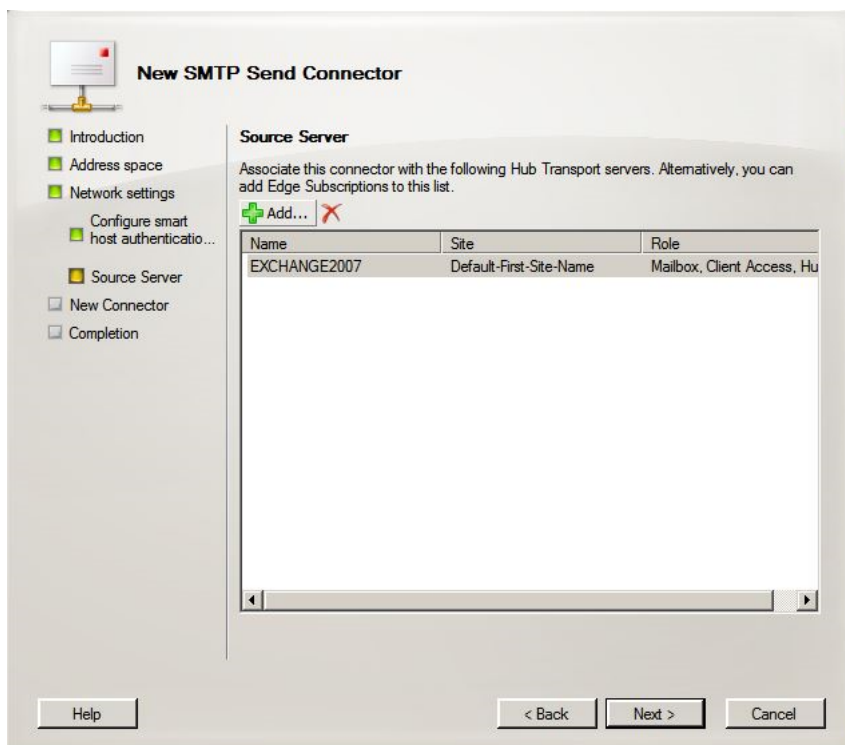 New SMTP Send Connector
Introduction
Address space
Network settings
Configure smart
host authenticatio...
Source Server
New Connector
Completion
Source Server
Associate this connector with the following Hub Transport servers. Alternatively, you can
add Edge Subscriptions to this list.
Add...
Name Site Role
EXCHANGE2007 Default-First-Site-Name Mailbox, Client Access, Hu
Help < Back Next > Cancel